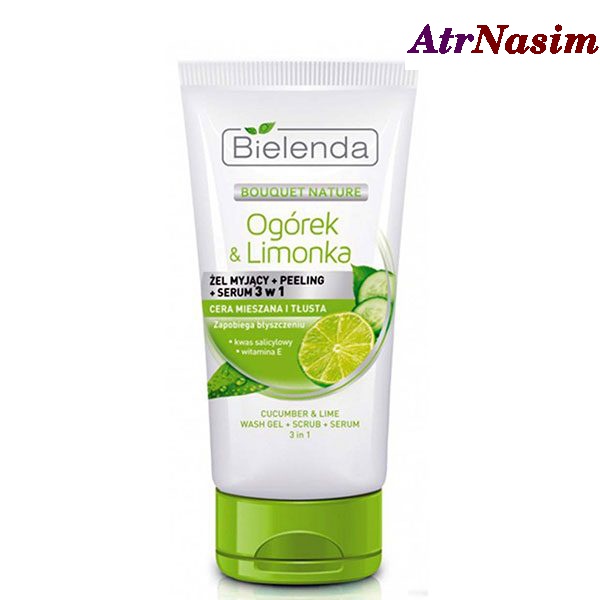 AtrNasim
Bielenda
BOUQUET NATURE
Ogórek
& Limonka
ŻEL MYJĄCY + PEELING
+ SERUM 3 w 1
CERA MIESZANA I TŁUSTA
Zapobiega błyszczeniu
• kwas salicylowy
• witamina E
CUCUMBER & LIME
WASH GEL + SCRUB + SERUM
3 in 1